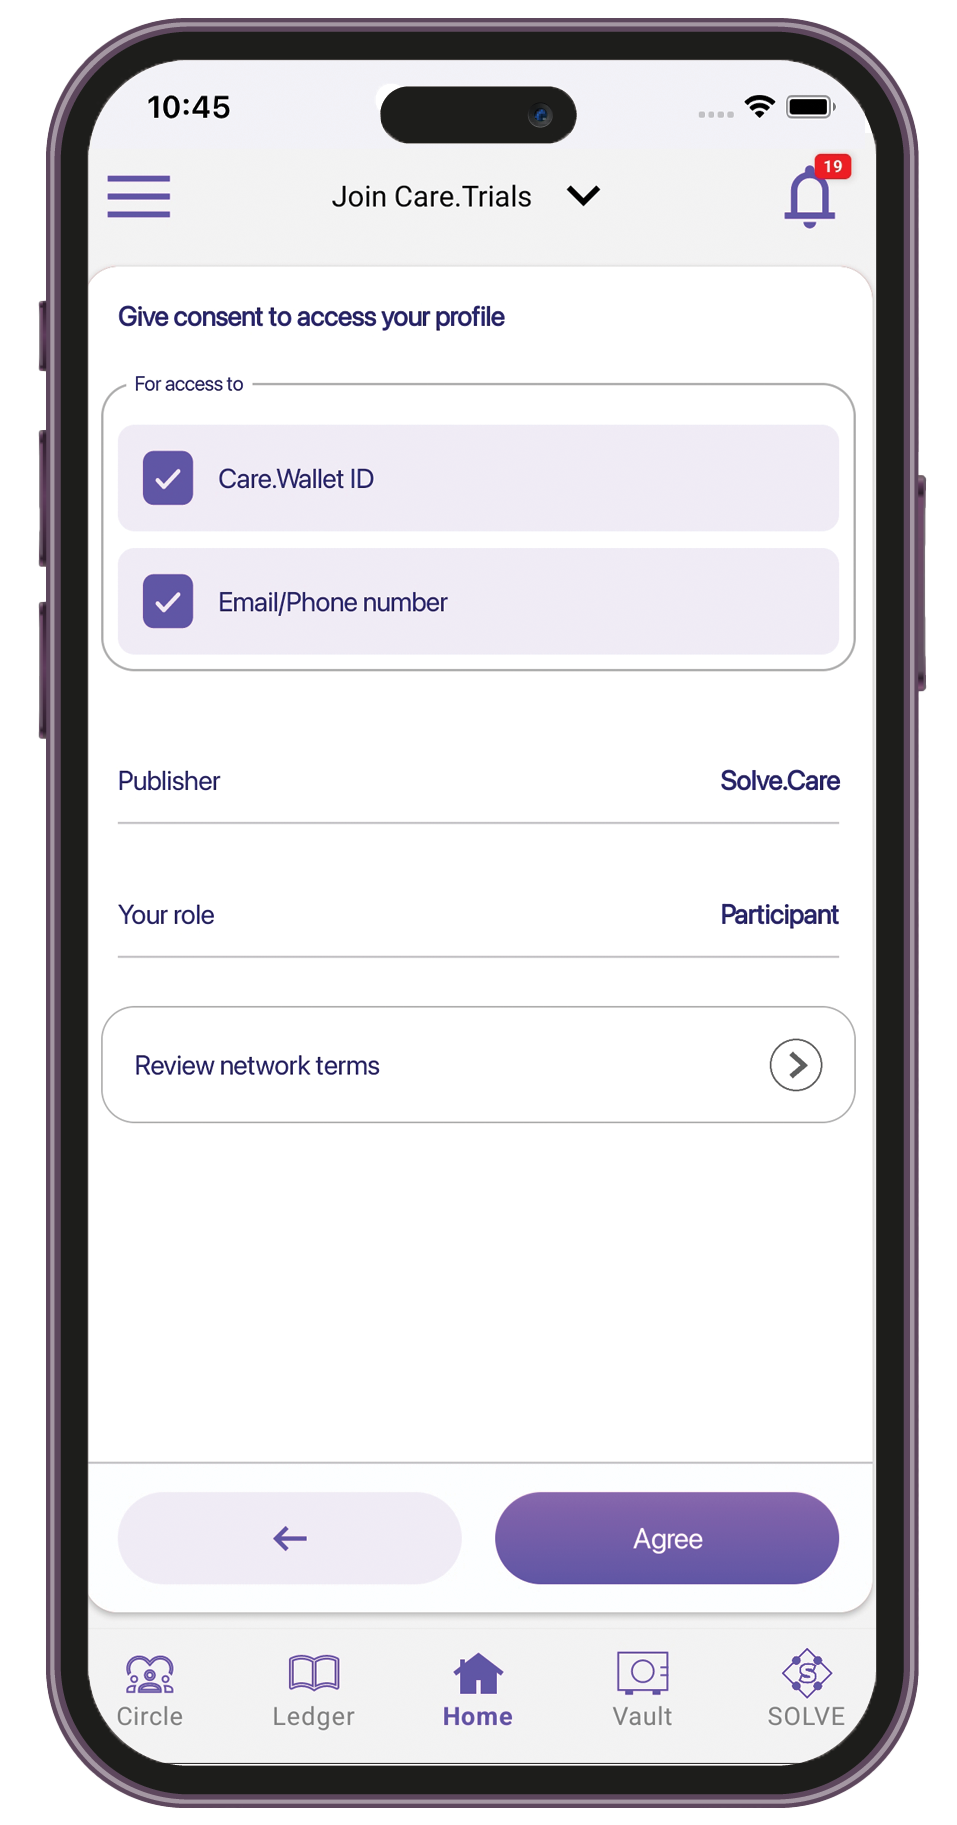 10:45
Join Care.Trials
19
Give consent to access your profile
For access to
Care.Wallet ID
Email/Phone number
Publisher Solve.Care
Your role Participant
Review network terms
Agree
Circle Ledger Home Vault SOLVE